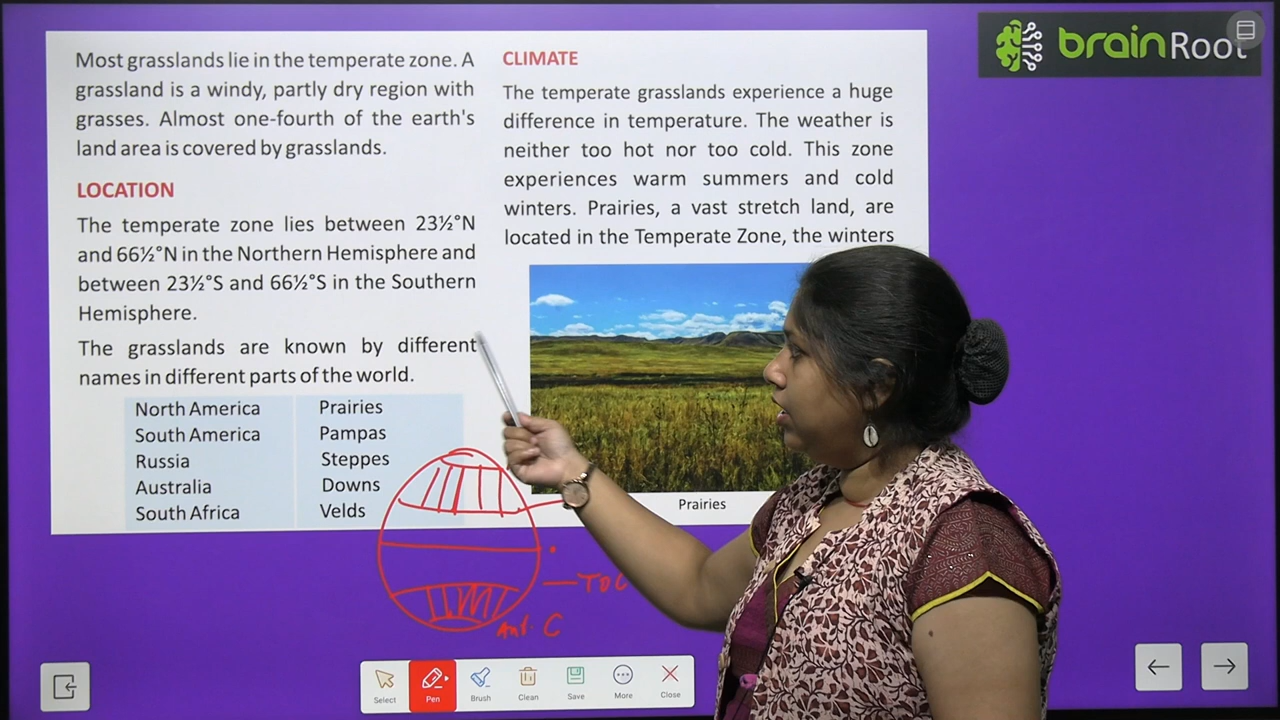 Most grasslands lie in the temperate zone. A
grassland is a windy, partly dry region with
grasses. Almost one-fourth of the earth's
land area is covered by grasslands.
LOCATION
The temperate zone lies between 23½°N
and 66½°N in the Northern Hemisphere and
between 23½°S and 66½°S in the Southern
Hemisphere.
The grasslands are known by different
names in different parts of the world.
North America Prairies
South America Pampas
Russia Steppes
Australia Downs
South Africa Velds
CLIMATE
The temperate grasslands experience a huge
difference in temperature. The weather is
neither too hot nor too cold. This zone
experiences warm summers and cold
winters. Prairies, a vast stretch land, are
located in the Temperate Zone, the winters
Prairies
brainRoot
TOC
Ant. C
Select
Pen
Brush
Clean
Save
More
Close